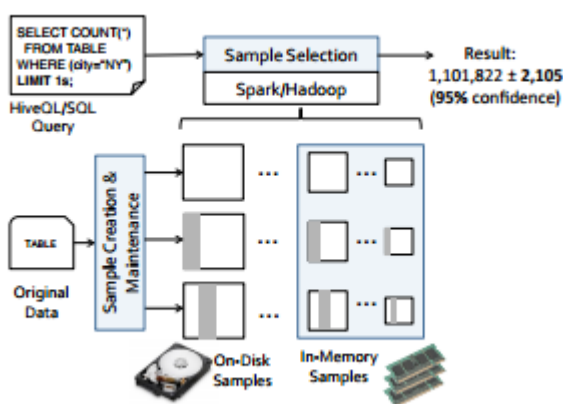 SELECT COUNT(*)
FROM TABLE
WHERE (city="NY")
LIMIT 1s;
HiveQL/SQL
Query
Sample Selection
Spark/Hadoop
Result:
1,101,822 ± 2,105
(95% confidence)
Sample Creation &
Maintenance
TABLE
Original
Data
...
...
...
...
...
...
On-Disk
Samples
In-Memory
Samples